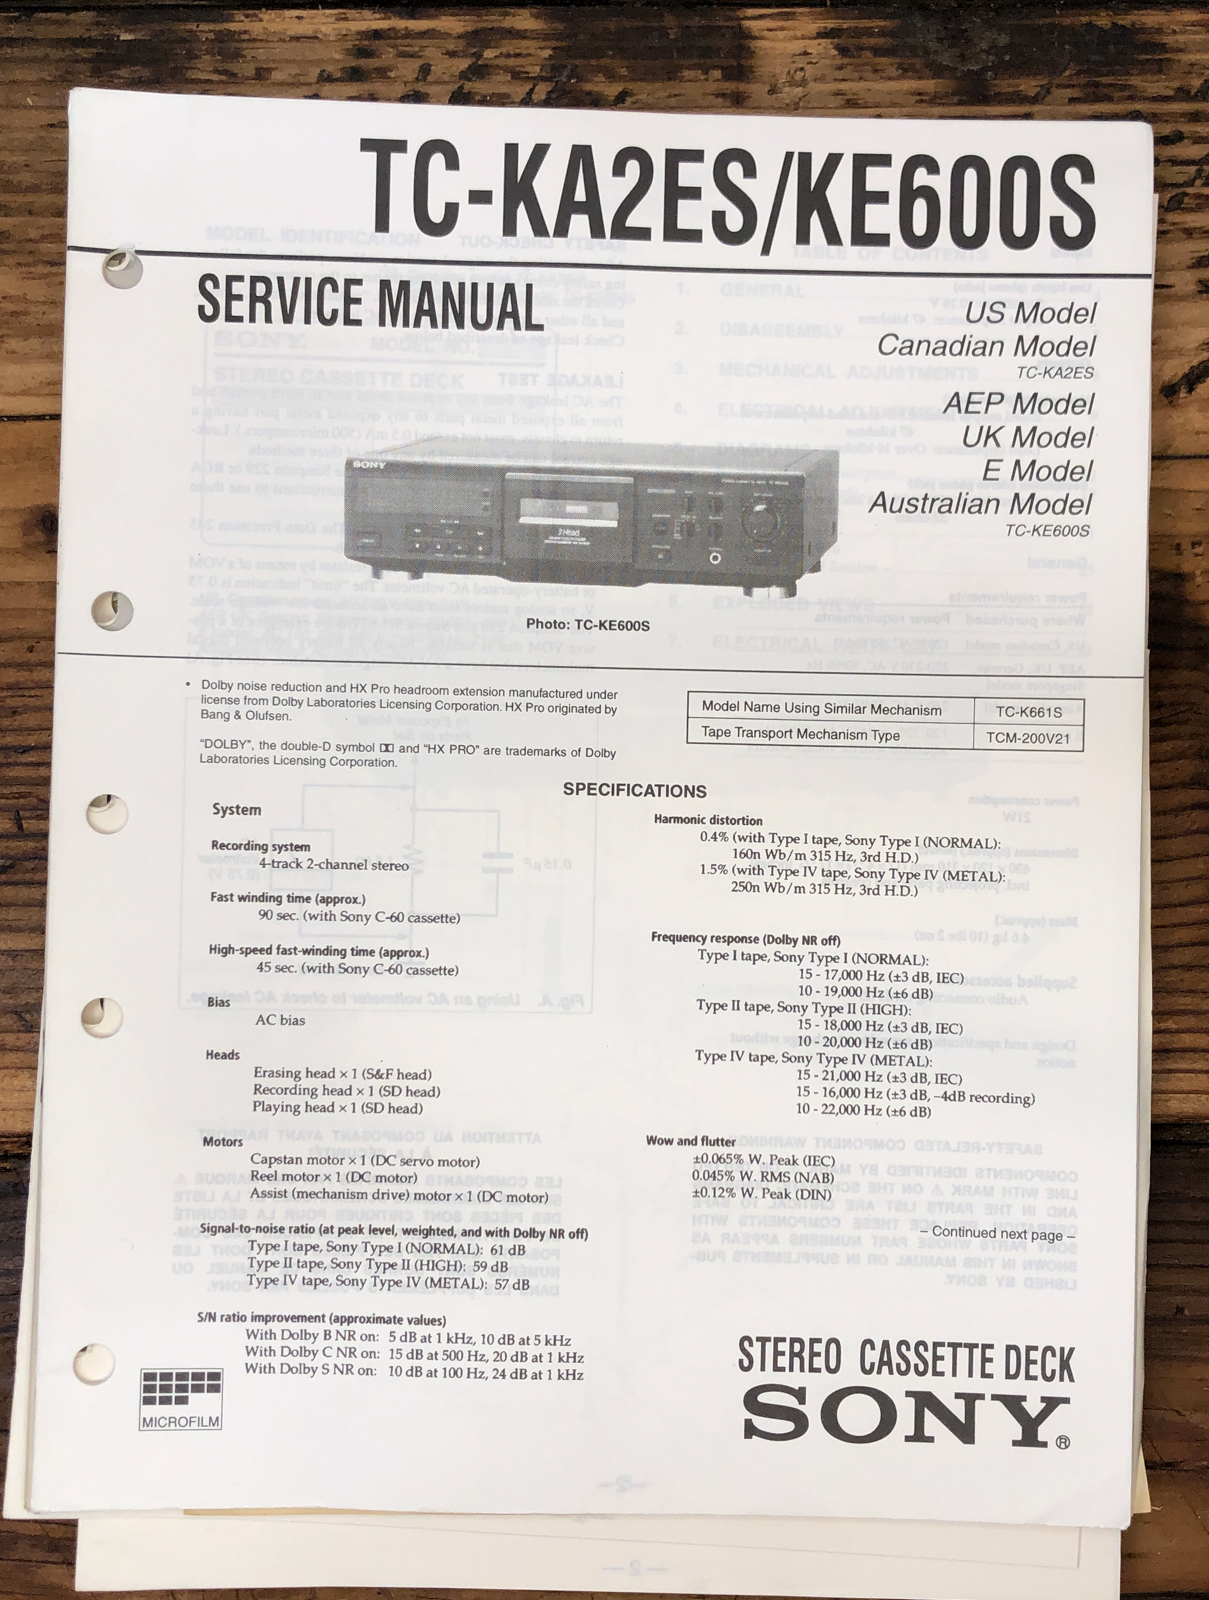 TC-KA2ES/KE600S
SERVICE MANUAL
US Model
Canadian Model
TC-KA2ES
AEP Model
UK Model
E Model
Australian Model
TC-KE600S
SONY
3 Head
Photo: TC-KE600S
• Dolby noise reduction and HX Pro headroom extension manufactured under
license from Dolby Laboratories Licensing Corporation. HX Pro originated by
Bang & Olufsen.
"DOLBY", the double-D symbol and "HX PRO" are trademarks of Dolby
Laboratories Licensing Corporation.
Model Name Using Similar Mechanism TC-K661S
Tape Transport Mechanism Type TCM-200V21
SPECIFICATIONS
System
Recording system
4-track 2-channel stereo
Fast winding time (approx.)
90 sec. (with Sony C-60 cassette)
High-speed fast-winding time (approx.)
45 sec. (with Sony C-60 cassette)
Bias
AC bias
Heads
Erasing head × 1 (S&F head)
Recording head × 1 (SD head)
Playing head × 1 (SD head)
Motors
Capstan motor × 1 (DC servo motor)
Reel motor × 1 (DC motor)
Assist (mechanism drive) motor × 1 (DC motor)
Signal-to-noise ratio (at peak level, weighted, and with Dolby NR off)
Type I tape, Sony Type I (NORMAL): 61 dB
Type II tape, Sony Type II (HIGH): 59 dB
Type IV tape, Sony Type IV (METAL): 57 dB
S/N ratio improvement (approximate values)
With Dolby B NR on: 5 dB at 1 kHz, 10 dB at 5 kHz
With Dolby C NR on: 15 dB at 500 Hz, 20 dB at 1 kHz
With Dolby S NR on: 10 dB at 100 Hz, 24 dB at 1 kHz
Harmonic distortion
0.4% (with Type I tape, Sony Type I (NORMAL):
160n Wb/m 315 Hz, 3rd H.D.)
1.5% (with Type IV tape, Sony Type IV (METAL):
250n Wb/m 315 Hz, 3rd H.D.)
Frequency response (Dolby NR off)
Type I tape, Sony Type I (NORMAL):
15 - 17,000 Hz (±3 dB, IEC)
10 - 19,000 Hz (±6 dB)
Type II tape, Sony Type II (HIGH):
15 - 18,000 Hz (±3 dB, IEC)
10 - 20,000 Hz (±6 dB)
Type IV tape, Sony Type IV (METAL):
15 - 21,000 Hz (±3 dB, IEC)
15 - 16,000 Hz (±3 dB, –4dB recording)
10 - 22,000 Hz (±6 dB)
Wow and flutter
±0.065% W. Peak (IEC)
0.045% W. RMS (NAB)
±0.12% W. Peak (DIN)
– Continued next page –
MICROFILM
STEREO CASSETTE DECK
SONY®